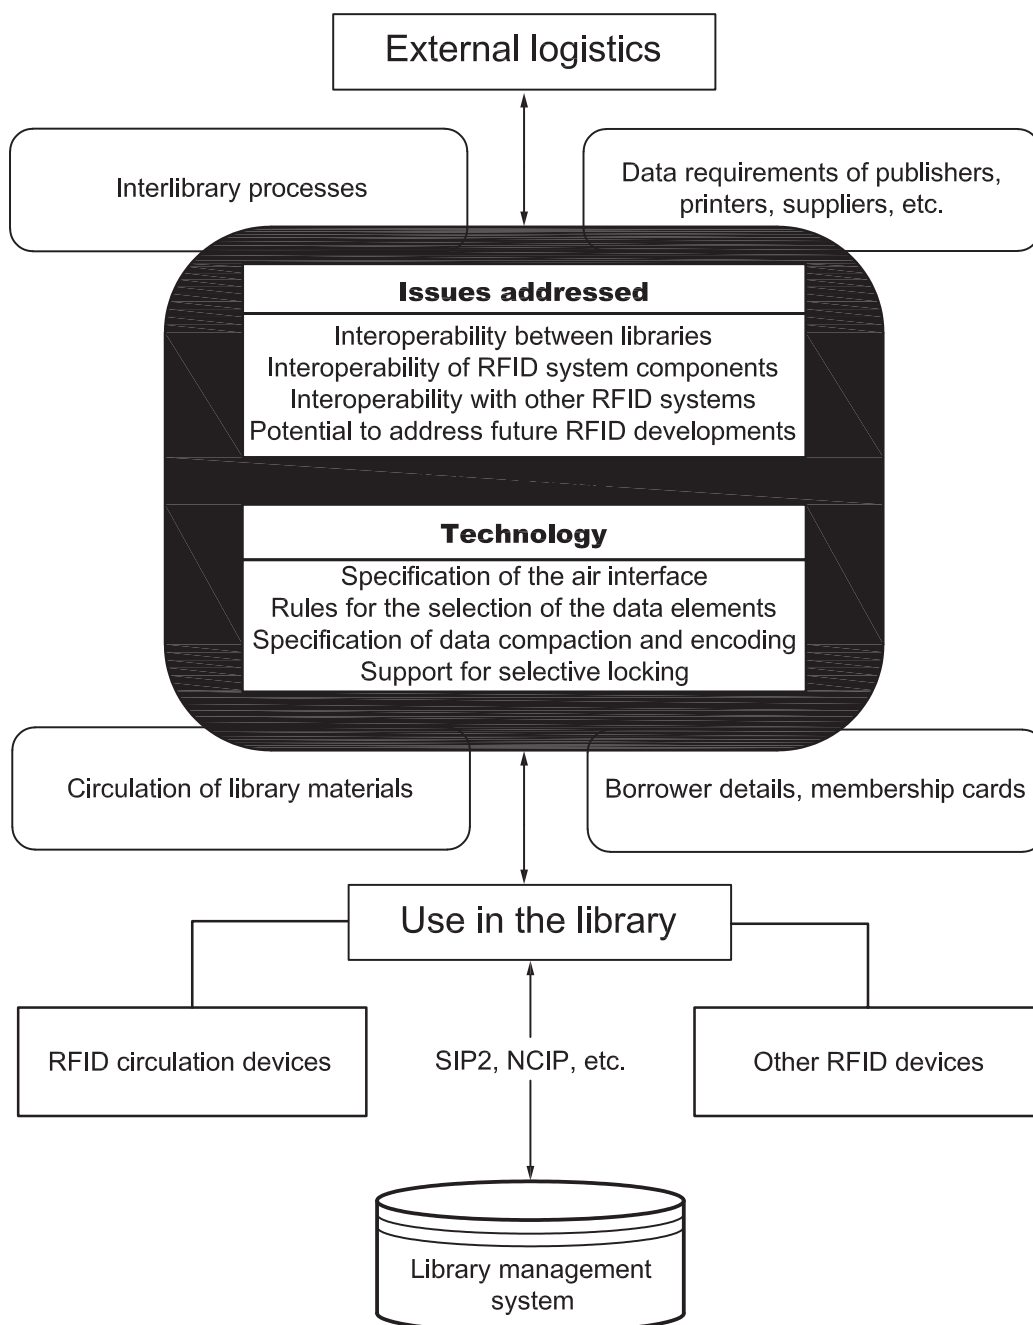 External logistics
Interlibrary processes
Data requirements of publishers,
printers, suppliers, etc.
Issues addressed
Interoperability between libraries
Interoperability of RFID system components
Interoperability with other RFID systems
Potential to address future RFID developments
Technology
Specification of the air interface
Rules for the selection of the data elements
Specification of data compaction and encoding
Support for selective locking
Circulation of library materials
Borrower details, membership cards
Use in the library
RFID circulation devices
SIP2, NCIP, etc.
Other RFID devices
Library management
system